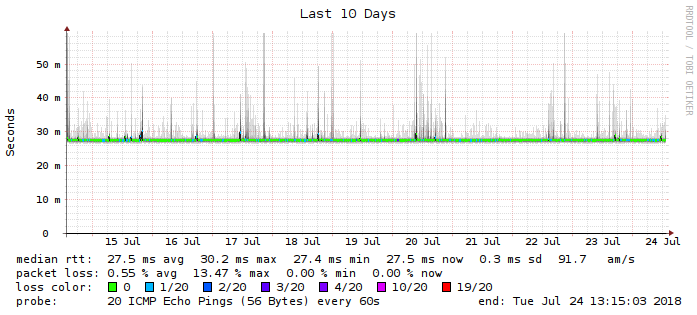 Last 10 Days
RRDTOOL / TOBI OETIKER
Seconds
50 m
40 m
30 m
20 m
10 m
0
15 Jul 16 Jul 17 Jul 18 Jul 19 Jul 20 Jul 21 Jul 22 Jul 23 Jul 24 Jul
median rtt: 27.5 ms avg 30.2 ms max 27.4 ms min 27.5 ms now 0.3 ms sd 91.7 am/s
packet loss: 0.55 % avg 13.47 % max 0.00 % min 0.00 % now
loss color: 0 1/20 2/20 3/20 4/20 10/20 19/20
probe: 20 ICMP Echo Pings (56 Bytes) every 60s end: Tue Jul 24 13:15:03 2018